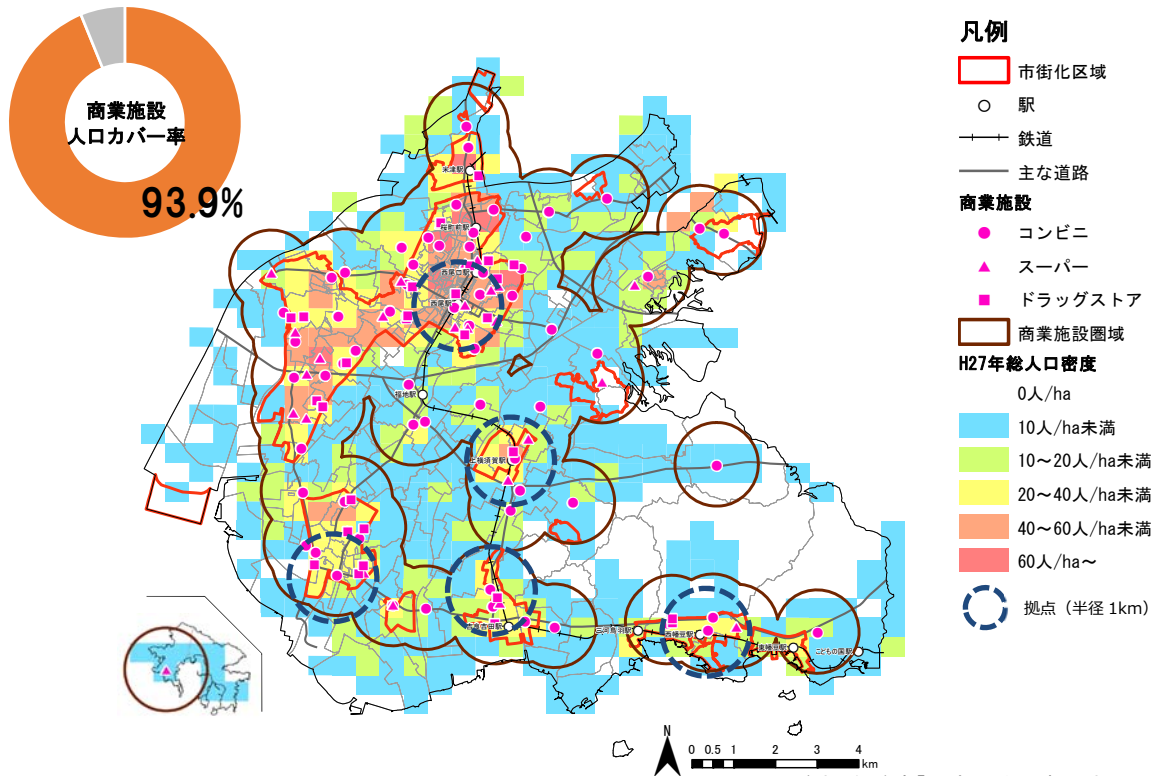 商業施設
人口カバー率
93.9%
凡例
市街化区域
駅
鉄道
主な道路
商業施設
コンビニ
スーパー
ドラッグストア
商業施設圏域
H27年総人口密度
0人/ha
10人/ha未満
10～20人/ha未満
20～40人/ha未満
40～60人/ha未満
60人/ha～
拠点（半径 1km）
米津駅
桜町前駅
西尾口駅
西尾駅
福地駅
上横須賀駅
吉良吉田駅
三河鳥羽駅
西幡豆駅
東幡豆駅
こどもの国駅
N
0 0.5 1 2 3 4
km